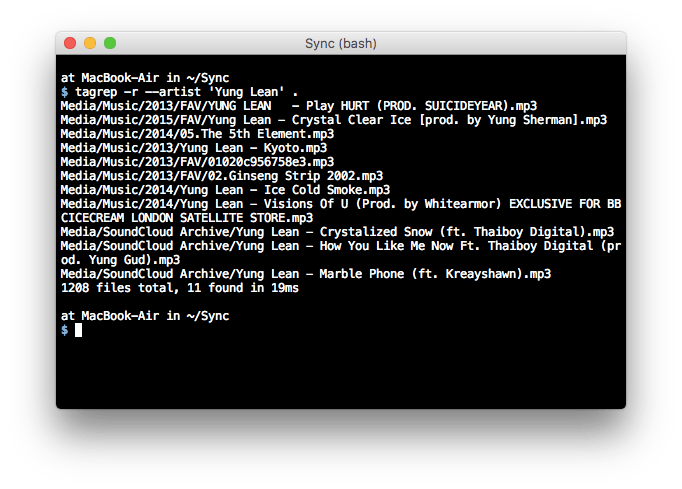 Sync (bash)
at MacBook-Air in ~/Sync
$ tagrep -r --artist 'Yung Lean' .
Media/Music/2013/FAV/YUNG LEAN   - Play HURT (PROD. SUICIDEYEAR).mp3
Media/Music/2015/FAV/Yung Lean - Crystal Clear Ice [prod. by Yung Sherman].mp3
Media/Music/2014/05.The 5th Element.mp3
Media/Music/2013/Yung Lean - Kyoto.mp3
Media/Music/2013/FAV/01020c956758e3.mp3
Media/Music/2013/FAV/02.Ginseng Strip 2002.mp3
Media/Music/2014/Yung Lean - Ice Cold Smoke.mp3
Media/Music/2014/Yung Lean - Visions Of U (Prod. by Whitearmor) EXCLUSIVE FOR BB
CICECREAM LONDON SATELLITE STORE.mp3
Media/SoundCloud Archive/Yung Lean - Crystalized Snow (ft. Thaiboy Digital).mp3
Media/SoundCloud Archive/Yung Lean - How You Like Me Now Ft. Thaiboy Digital (pr
od. Yung Gud).mp3
Media/SoundCloud Archive/Yung Lean - Marble Phone (ft. Kreayshawn).mp3
1208 files total, 11 found in 19ms
at MacBook-Air in ~/Sync
$